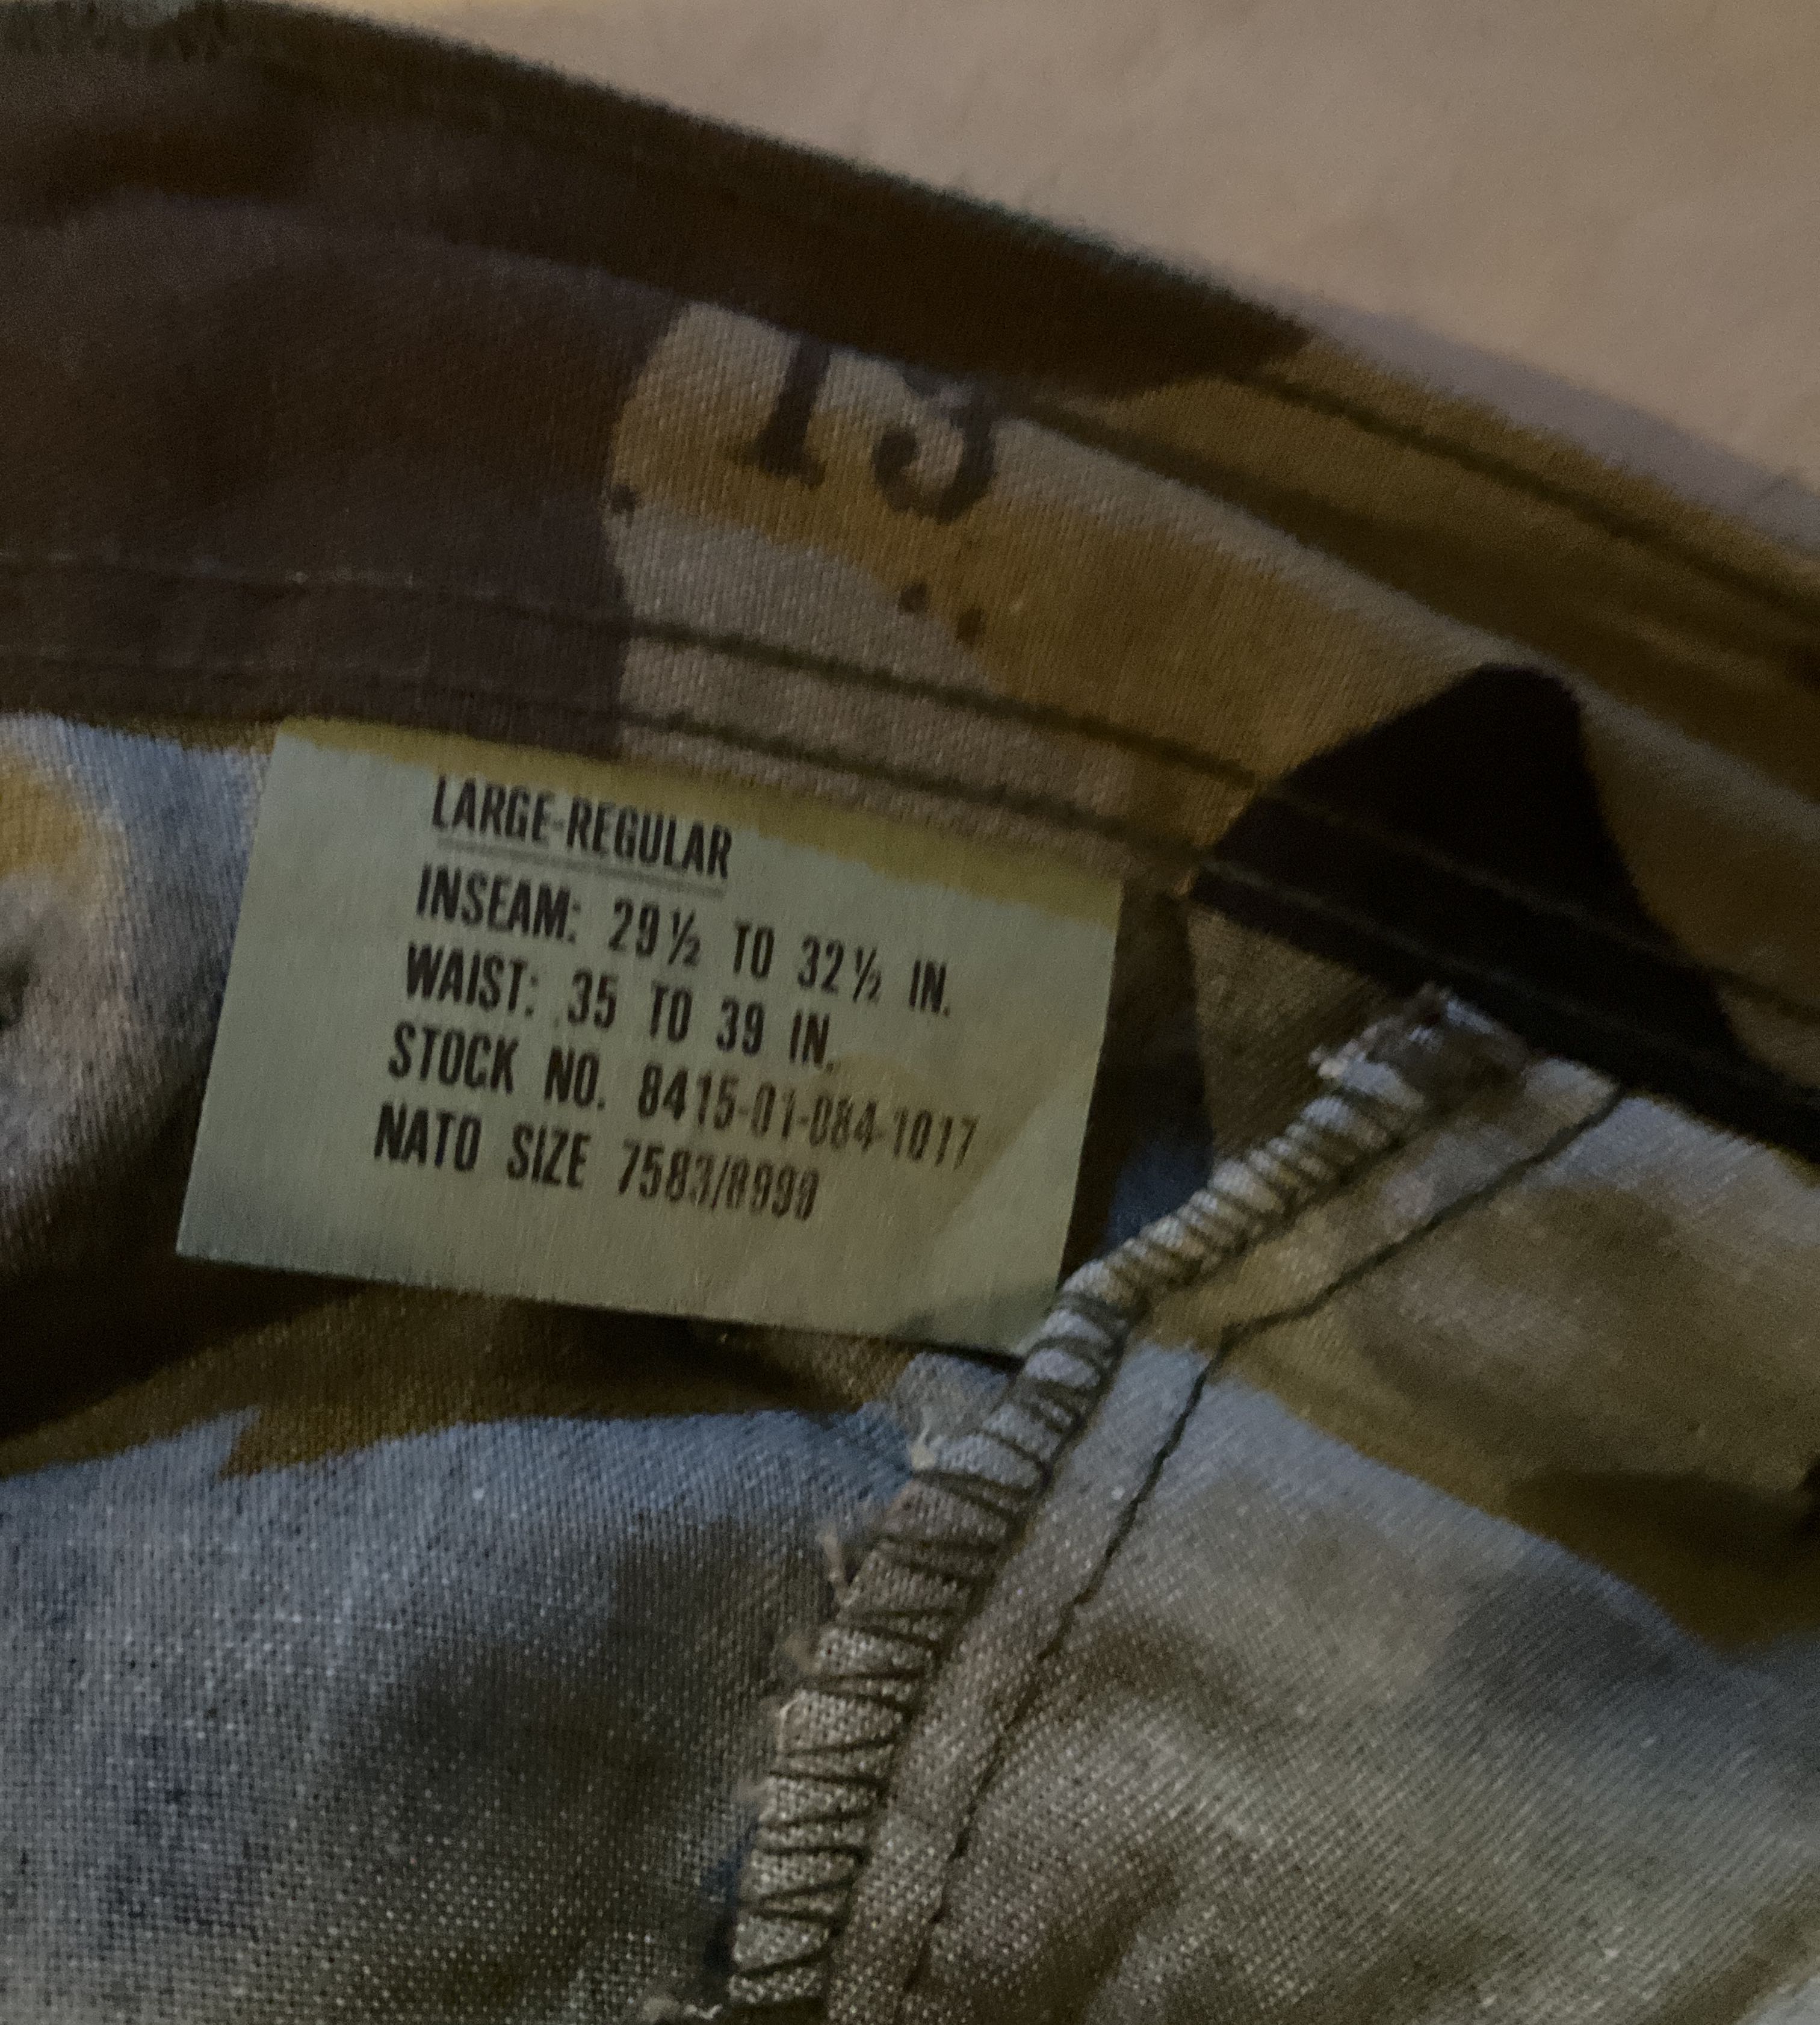 13
LARGE-REGULAR
INSEAM: 29½ TO 32½ IN.
WAIST: 35 TO 39 IN.
STOCK NO. 8415-01-084-1017
NATO SIZE 7583/8999